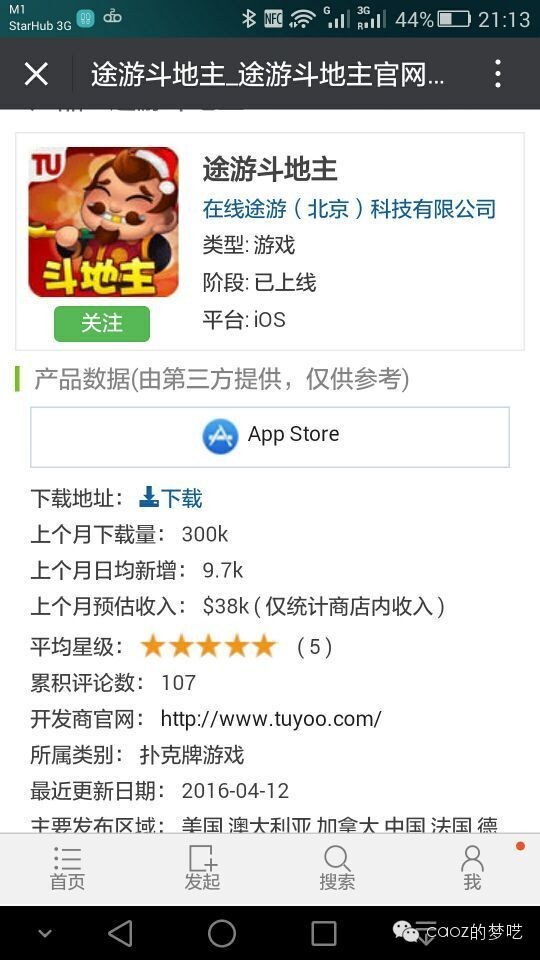 M1
StarHub 3G
G
3G
R
NFC
44%
21:13
途游斗地主_途游斗地主官网...
TU
斗地主
途游斗地主
在线途游（北京）科技有限公司
类型: 游戏
阶段: 已上线
平台: iOS
关注
产品数据(由第三方提供，仅供参考)
App Store
下载地址： 下载
上个月下载量： 300k
上个月日均新增： 9.7k
上个月预估收入： $38k ( 仅统计商店内收入 )
平均星级： ( 5 )
累积评论数： 107
开发商官网： http://www.tuyoo.com/
所属类别： 扑克牌游戏
最近更新日期： 2016-04-12
主要发布区域： 美国 澳大利亚 加拿大 中国 法国 德
首页
发起
搜索
我
caoz的梦呓